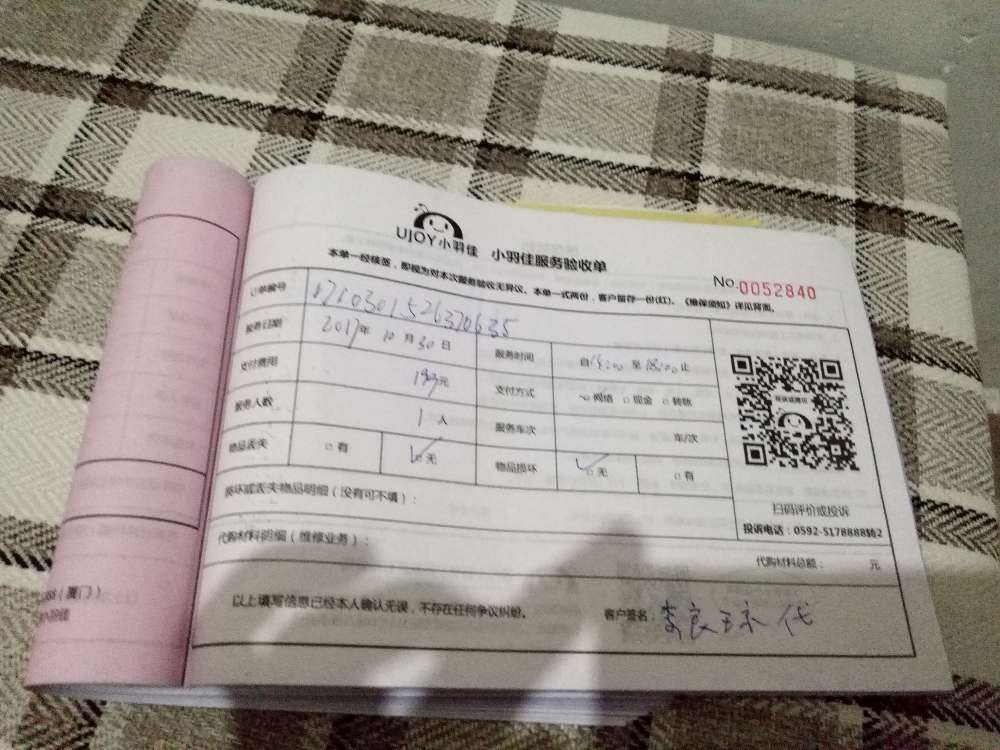 UJOY小羽佳 小羽佳服务验收单
No.0052840
本单一经核签，即视为对本次服务验收无异议。本单一式两份，客户留存一份(红)。《维保须知》详见背面。
订单编号
服务日期 2017年 10月30日 服务时间 自 至 18:00止
支付费用 199元 支付方式 网络 现金 转账
服务人数 1人 服务车次 车/次
物品丢失 有 无 物品损坏 无 有
损坏或丢失物品明细（没有可不填）：
扫码评价或投诉
投诉电话：0592-5178888转2
代购材料明细（维修业务）：
代购材料总额： 元
以上填写信息已经本人确认无误，不存在任何争议纠纷。
客户签名： 代
（厦门）